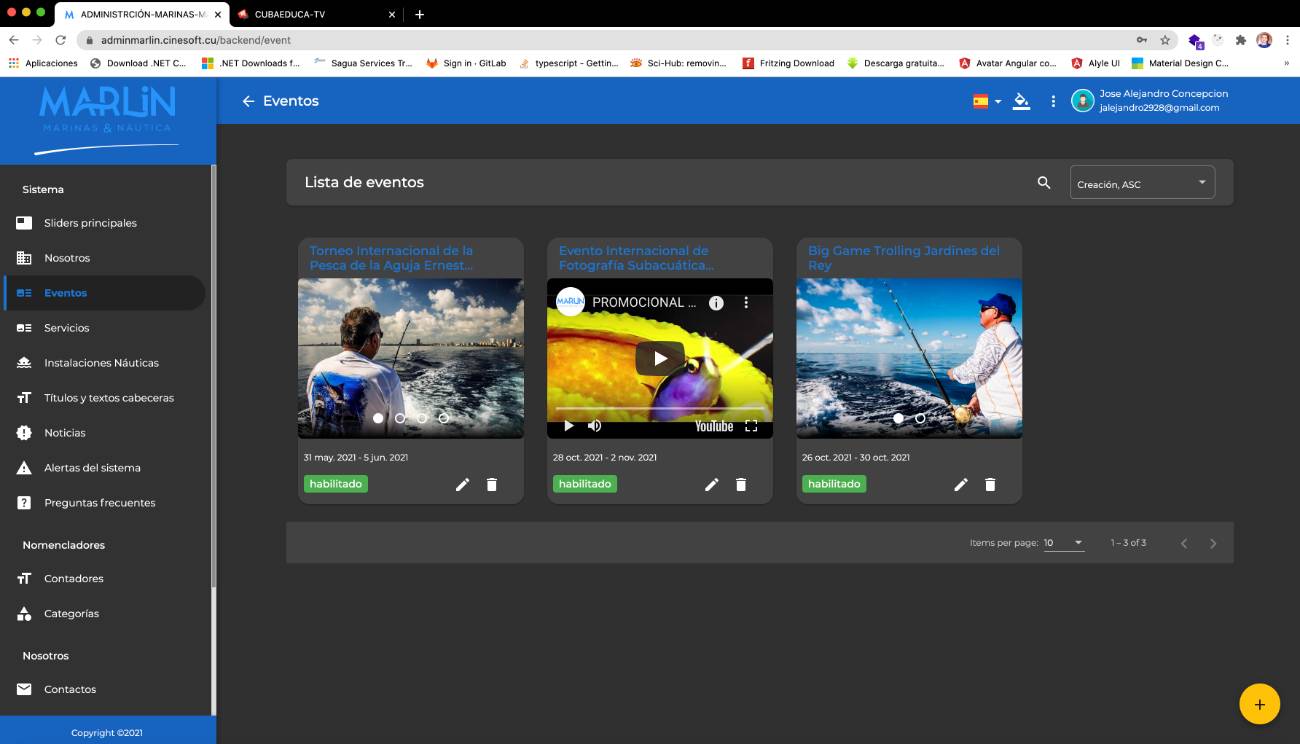 ADMINISTRCIÓN-MARINAS-M
CUBAEDUCA-TV
adminmarlin.cinesoft.cu/backend/event
4
Aplicaciones
Download .NET C...
.NET Downloads f...
Sagua Services Tr...
Sign in · GitLab
typescript - Gettin...
Sci-Hub: removin...
Fritzing Download
Descarga gratuita...
Avatar Angular co...
Alyle UI
Material Design C...
»
MARLiN
MARINAS & NÁUTICA
Eventos
Jose Alejandro Concepcion
jalejandro2928@gmail.com
Sistema
Sliders principales
Nosotros
Eventos
Servicios
Instalaciones Náuticas
Títulos y textos cabeceras
Noticias
Alertas del sistema
Preguntas frecuentes
Nomencladores
Contadores
Categorías
Nosotros
Contactos
Copyright ©2021
Lista de eventos
Creación, ASC
Torneo Internacional de la
Pesca de la Aguja Ernest...
31 may. 2021 - 5 jun. 2021
habilitado
Evento Internacional de
Fotografía Subacuática...
MARLIN
PROMOCIONAL ...
YouTube
28 oct. 2021 - 2 nov. 2021
habilitado
Big Game Trolling Jardines del
Rey
26 oct. 2021 - 30 oct. 2021
habilitado
Items per page: 10
1 – 3 of 3